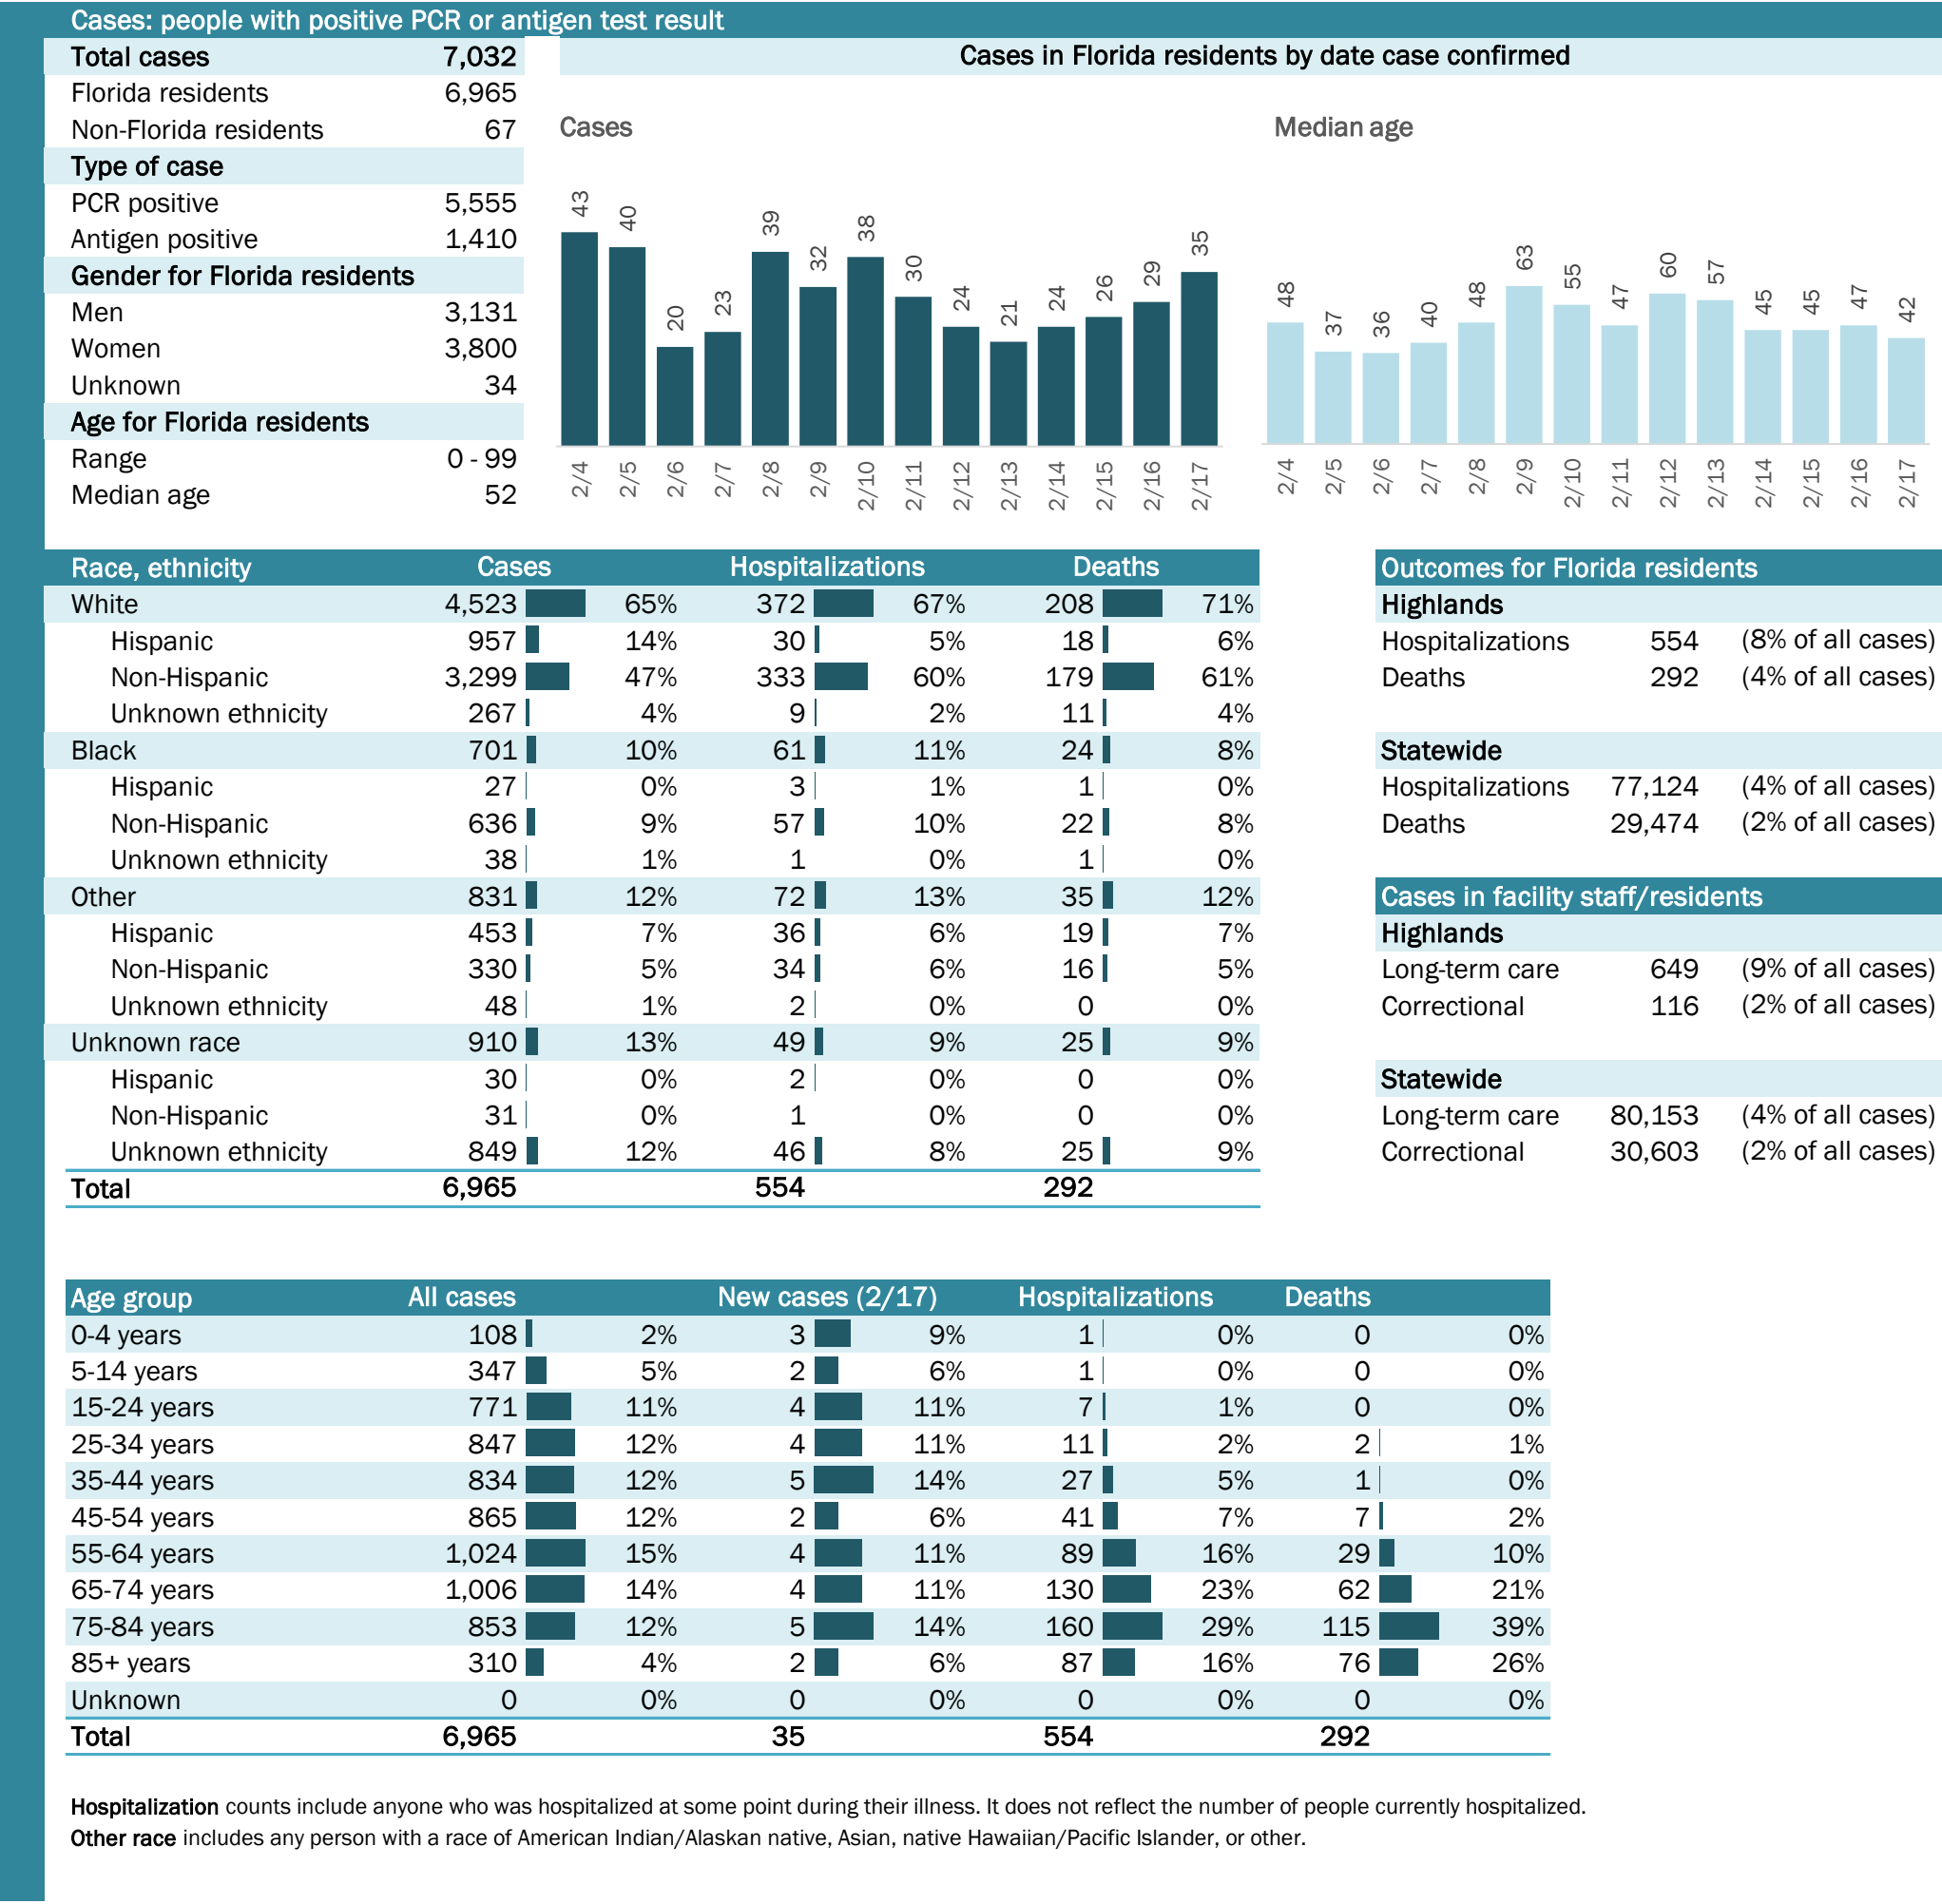 Cases: people with positive PCR or antigen test result
Total cases 7,032
Florida residents 6,965
Non-Florida residents 67
Type of case
PCR positive 5,555
Antigen positive 1,410
Gender for Florida residents
Men 3,131
Women 3,800
Unknown 34
Age for Florida residents
Range 0 - 99
Median age 52
Cases in Florida residents by date case confirmed
Cases
43 40 20 23 39 32 38 30 24 21 24 26 29 35
2/4 2/5 2/6 2/7 2/8 2/9 2/10 2/11 2/12 2/13 2/14 2/15 2/16 2/17
Median age
48 37 36 40 48 63 55 47 60 57 45 45 47 42
2/4 2/5 2/6 2/7 2/8 2/9 2/10 2/11 2/12 2/13 2/14 2/15 2/16 2/17
Race, ethnicity Cases Hospitalizations Deaths
White 4,523 65% 372 67% 208 71%
Hispanic 957 14% 30 5% 18 6%
Non-Hispanic 3,299 47% 333 60% 179 61%
Unknown ethnicity 267 4% 9 2% 11 4%
Black 701 10% 61 11% 24 8%
Hispanic 27 0% 3 1% 1 0%
Non-Hispanic 636 9% 57 10% 22 8%
Unknown ethnicity 38 1% 1 0% 1 0%
Other 831 12% 72 13% 35 12%
Hispanic 453 7% 36 6% 19 7%
Non-Hispanic 330 5% 34 6% 16 5%
Unknown ethnicity 48 1% 2 0% 0 0%
Unknown race 910 13% 49 9% 25 9%
Hispanic 30 0% 2 0% 0 0%
Non-Hispanic 31 0% 1 0% 0 0%
Unknown ethnicity 849 12% 46 8% 25 9%
Total 6,965 554 292
Outcomes for Florida residents
Highlands
Hospitalizations 554 (8% of all cases)
Deaths 292 (4% of all cases)
Statewide
Hospitalizations 77,124 (4% of all cases)
Deaths 29,474 (2% of all cases)
Cases in facility staff/residents
Highlands
Long-term care 649 (9% of all cases)
Correctional 116 (2% of all cases)
Statewide
Long-term care 80,153 (4% of all cases)
Correctional 30,603 (2% of all cases)
Age group All cases New cases (2/17) Hospitalizations Deaths
0-4 years 108 2% 3 9% 1 0% 0 0%
5-14 years 347 5% 2 6% 1 0% 0 0%
15-24 years 771 11% 4 11% 7 1% 0 0%
25-34 years 847 12% 4 11% 11 2% 2 1%
35-44 years 834 12% 5 14% 27 5% 1 0%
45-54 years 865 12% 2 6% 41 7% 7 2%
55-64 years 1,024 15% 4 11% 89 16% 29 10%
65-74 years 1,006 14% 4 11% 130 23% 62 21%
75-84 years 853 12% 5 14% 160 29% 115 39%
85+ years 310 4% 2 6% 87 16% 76 26%
Unknown 0 0% 0 0% 0 0% 0 0%
Total 6,965 35 554 292
Hospitalization counts include anyone who was hospitalized at some point during their illness. It does not reflect the number of people currently hospitalized.
Other race includes any person with a race of American Indian/Alaskan native, Asian, native Hawaiian/Pacific Islander, or other.